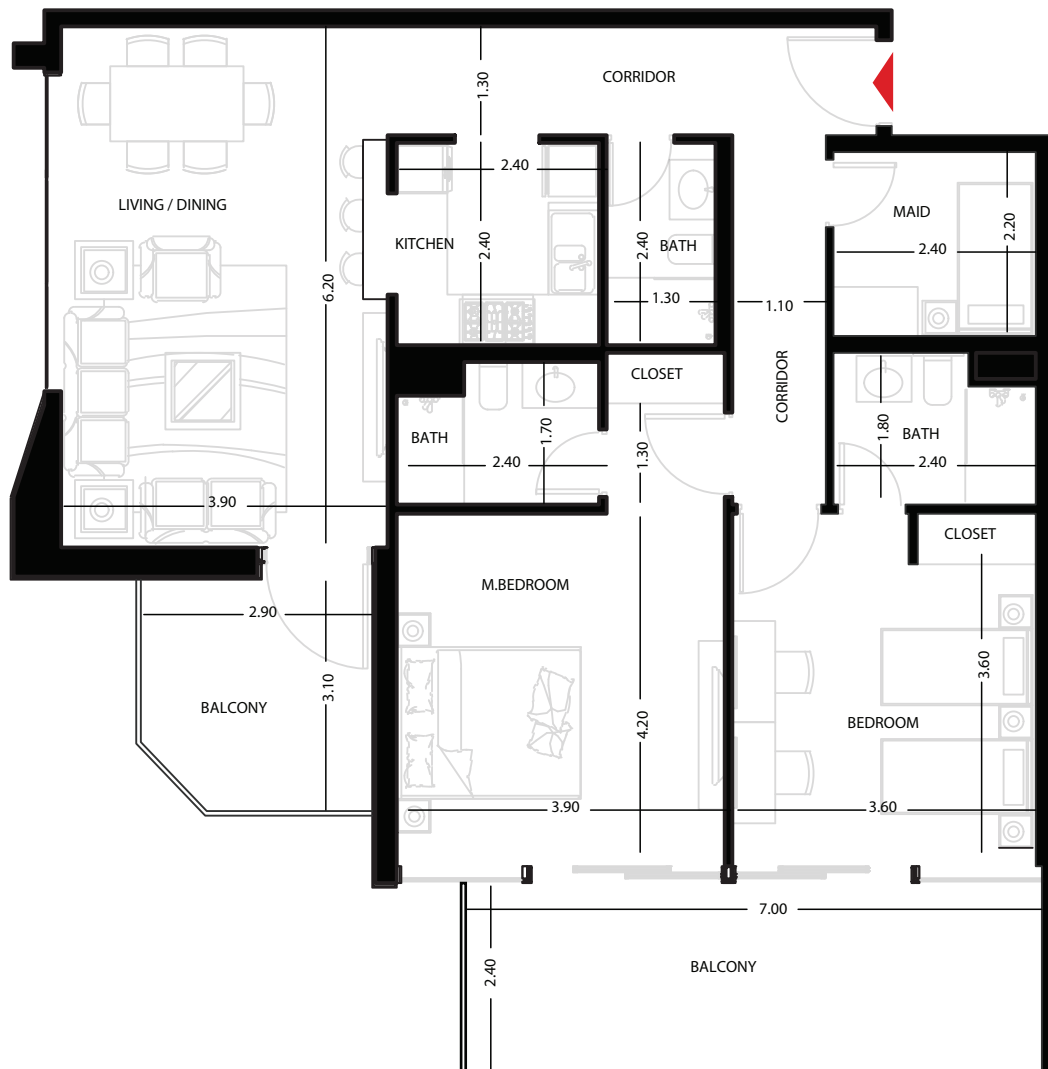 CORRIDOR
1.30
2.40
LIVING / DINING
MAID
2.20
KITCHEN
2.40
2.40
BATH
2.40
6.20
1.30
1.10
CLOSET
CORRIDOR
BATH
1.70
2.40
1.30
1.80
BATH
2.40
3.90
CLOSET
M.BEDROOM
2.90
3.10
3.60
BALCONY
4.20
BEDROOM
3.90
3.60
7.00
2.40
BALCONY